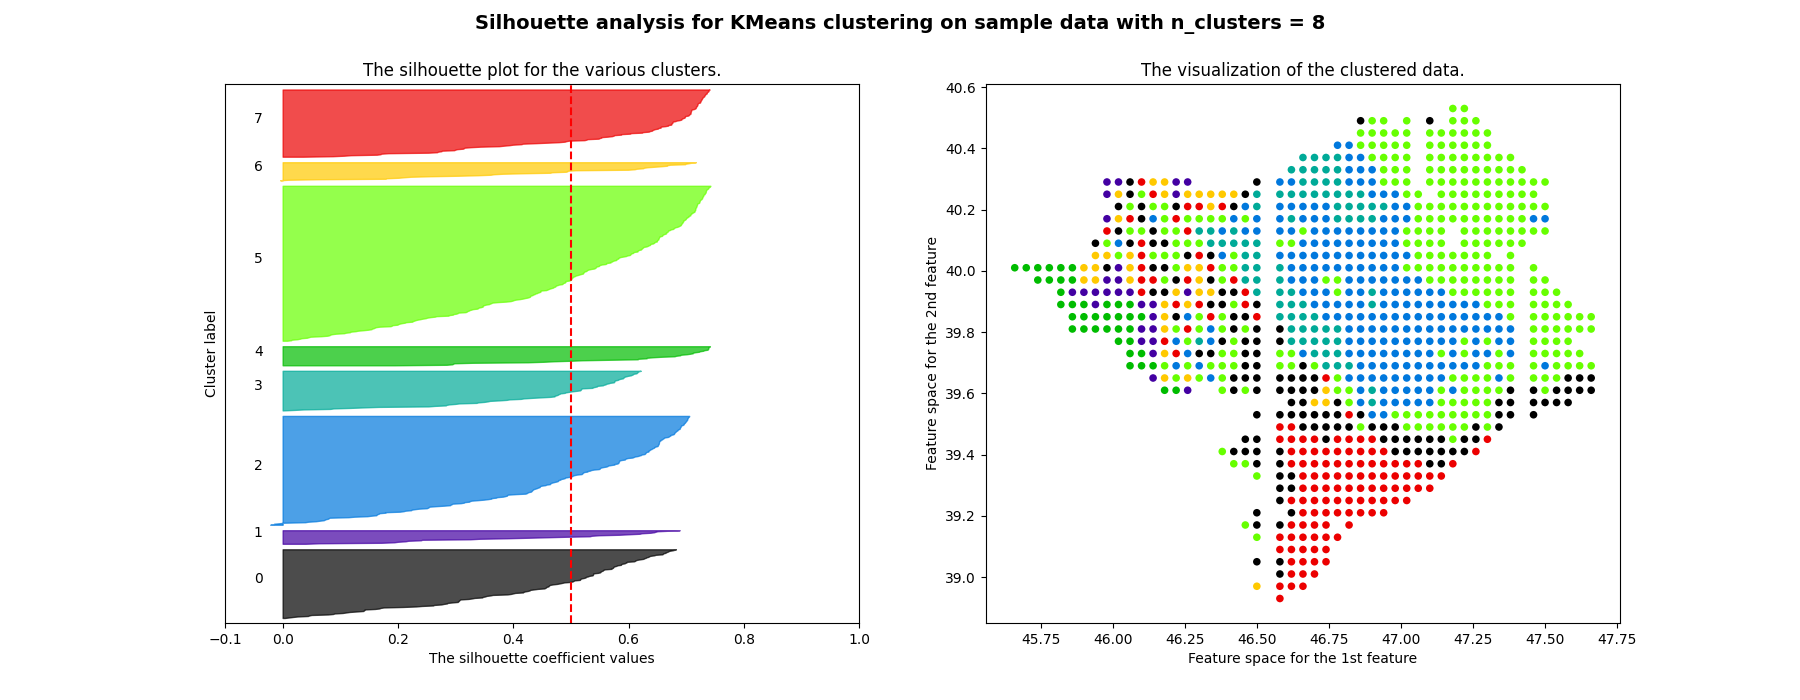 Silhouette analysis for KMeans clustering on sample data with n_clusters = 8
The silhouette plot for the various clusters.
7
6
5
4
3
2
1
0
Cluster label
−0.1 0.0 0.2 0.4 0.6 0.8 1.0
The silhouette coefficient values
The visualization of the clustered data.
40.6
40.4
40.2
40.0
39.8
39.6
39.4
39.2
39.0
Feature space for the 2nd feature
45.75 46.00 46.25 46.50 46.75 47.00 47.25 47.50 47.75
Feature space for the 1st feature